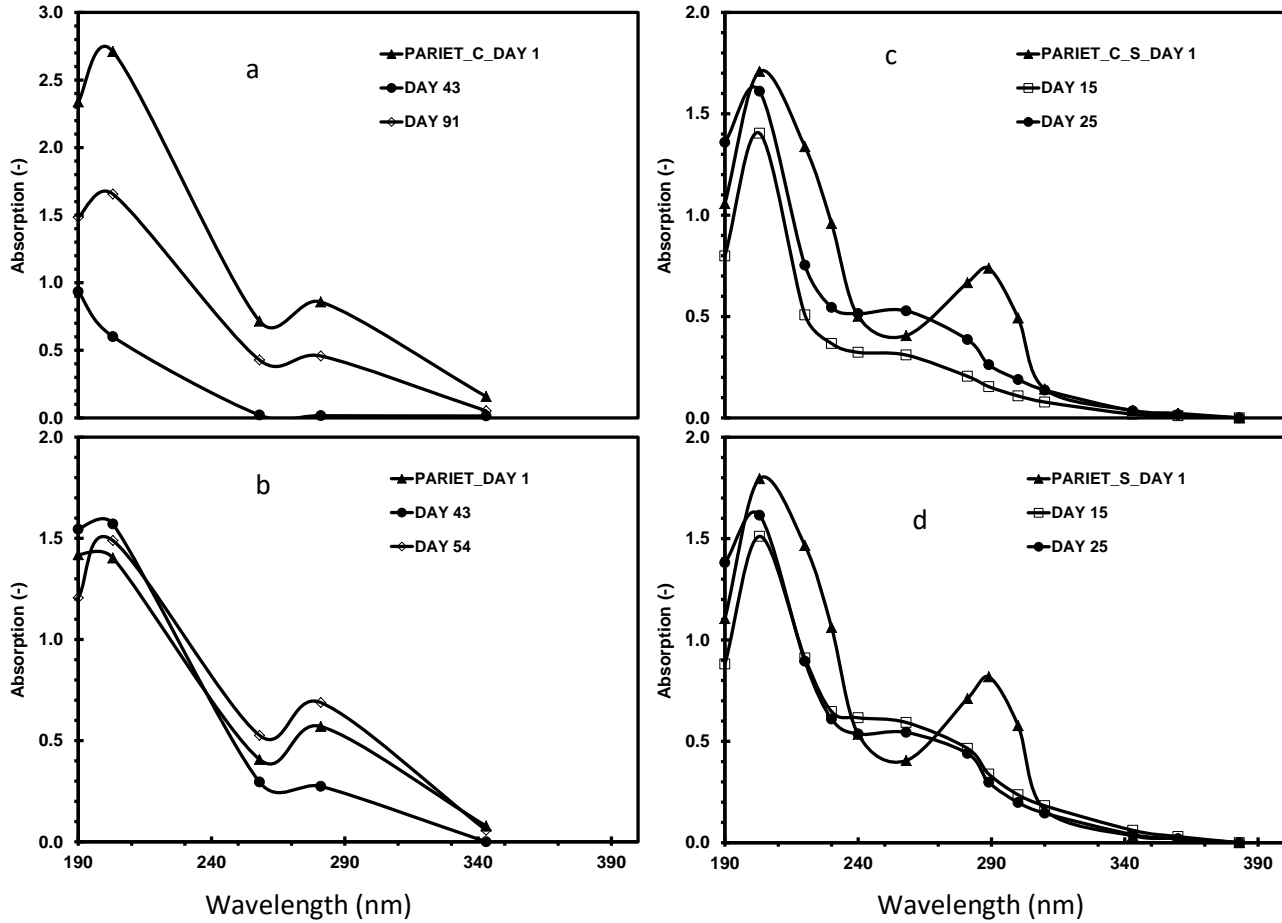 3.0
2.5
2.0
1.5
1.0
0.5
0.0
Absorption (-)
a
PARIET_C_DAY 1
DAY 43
DAY 91
2.0
1.5
1.0
0.5
0.0
Absorption (-)
c
PARIET_C_S_DAY 1
DAY 15
DAY 25
2.0
1.5
1.0
0.5
0.0
Absorption (-)
b
PARIET_DAY 1
DAY 43
DAY 54
190
240
290
340
390
Wavelength (nm)
2.0
1.5
1.0
0.5
0.0
Absorption (-)
d
PARIET_S_DAY 1
DAY 15
DAY 25
190
240
290
340
390
Wavelength (nm)